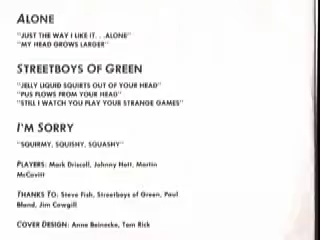 ALONE
"JUST THE WAY I LIKE IT. . .ALONE"
"MY HEAD GROWS LARGER"
STREETBOYS OF GREEN
"JELLY LIQUID SQUIRTS OUT OF YOUR HEAD"
"PUS FLOWS FROM YOUR HEAD"
"STILL I WATCH YOU PLAY YOUR STRANGE GAMES"
I'M SORRY
"SQUIRMY, SQUISHY, SQUASHY"
PLAYERS: Mark Driscoll, Johnny Hott, Martin
McCavitt
THANKS TO: Steve Fish, Streetboys of Green, Paul
Bland, Jim Cowgill
COVER DESIGN: Anne Beinecke, Tom Rick